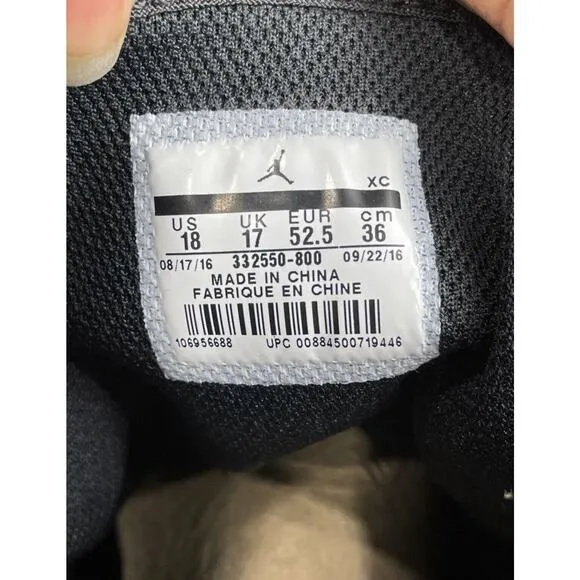 XC
US UK EUR cm
18 17 52.5 36
08/17/16 332550-800 09/22/16
MADE IN CHINA
FABRIQUE EN CHINE
106956688 UPC 00884500719446